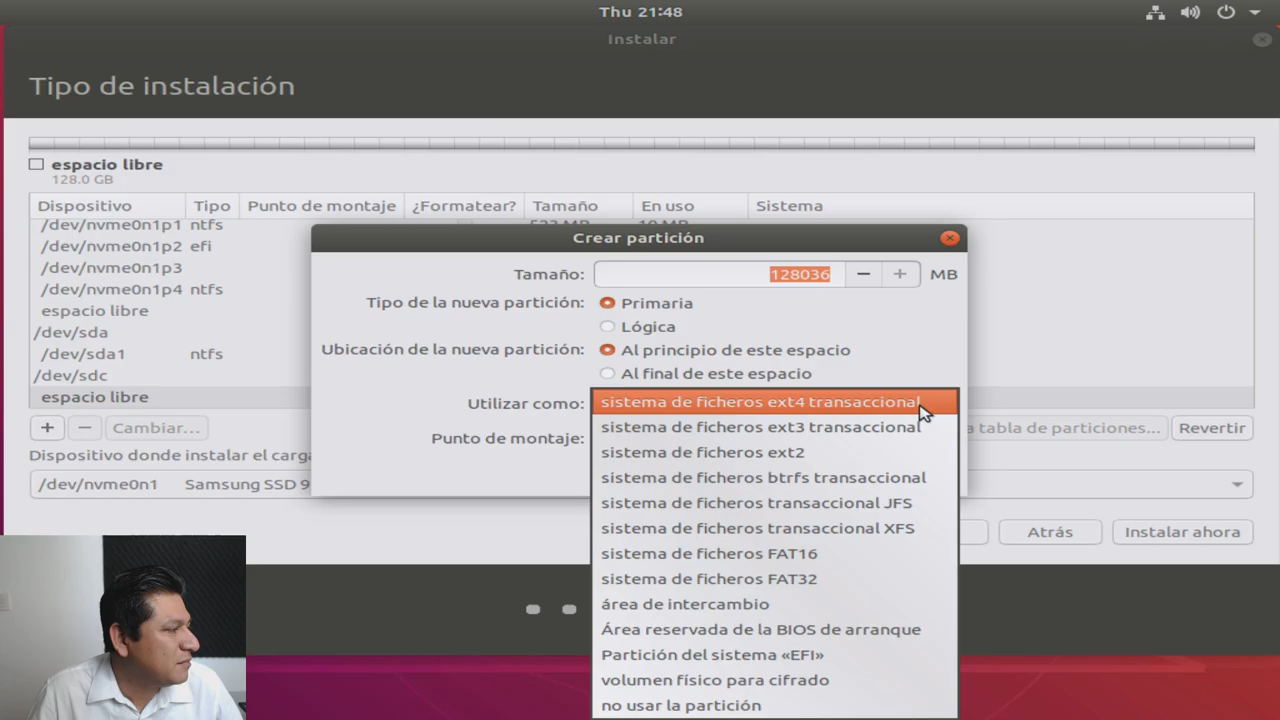 Thu 21:48
Instalar
Tipo de instalación
espacio libre
128.0 GB
Dispositivo Tipo Punto de montaje ¿Formatear? Tamaño En uso Sistema
/dev/nvme0n1p1 ntfs 523 MB 10 MB
/dev/nvme0n1p2 efi
/dev/nvme0n1p3
/dev/nvme0n1p4 ntfs
espacio libre
/dev/sda
/dev/sda1 ntfs
/dev/sdc
espacio libre
+ − Cambiar... a tabla de particiones... Revertir
Dispositivo donde instalar el carga
/dev/nvme0n1 Samsung SSD 9
Atrás Instalar ahora
Crear partición
Tamaño: 128036 − + MB
Tipo de la nueva partición: Primaria
Lógica
Ubicación de la nueva partición: Al principio de este espacio
Al final de este espacio
Utilizar como: sistema de ficheros ext4 transaccional
sistema de ficheros ext3 transaccional
Punto de montaje:
sistema de ficheros ext2
sistema de ficheros btrfs transaccional
sistema de ficheros transaccional JFS
sistema de ficheros transaccional XFS
sistema de ficheros FAT16
sistema de ficheros FAT32
área de intercambio
Área reservada de la BIOS de arranque
Partición del sistema «EFI»
volumen físico para cifrado
no usar la partición